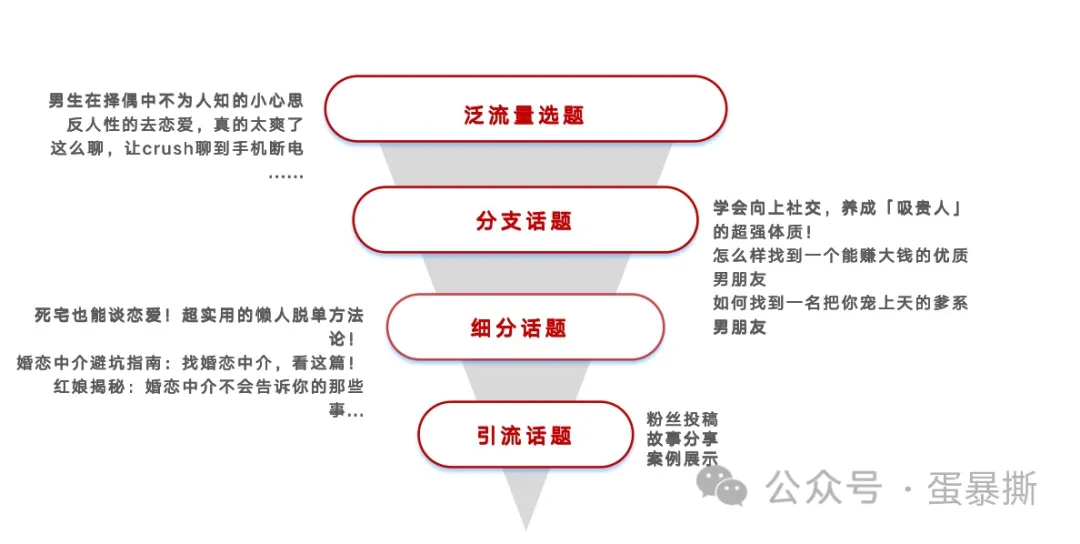 泛流量选题
男生在择偶中不为人知的小心思
反人性的去恋爱，真的太爽了
这么聊，让crush聊到手机断电
……
分支话题
学会向上社交，养成「吸贵人」
的超强体质！
怎么样找到一个能赚大钱的优质
男朋友
如何找到一名把你宠上天的爹系
男朋友
细分话题
死宅也能谈恋爱！超实用的懒人脱单方法
论！
婚恋中介避坑指南：找婚恋中介，看这篇！
红娘揭秘：婚恋中介不会告诉你的那些
事...
引流话题
粉丝投稿
故事分享
案例展示
公众号·蛋暴撕